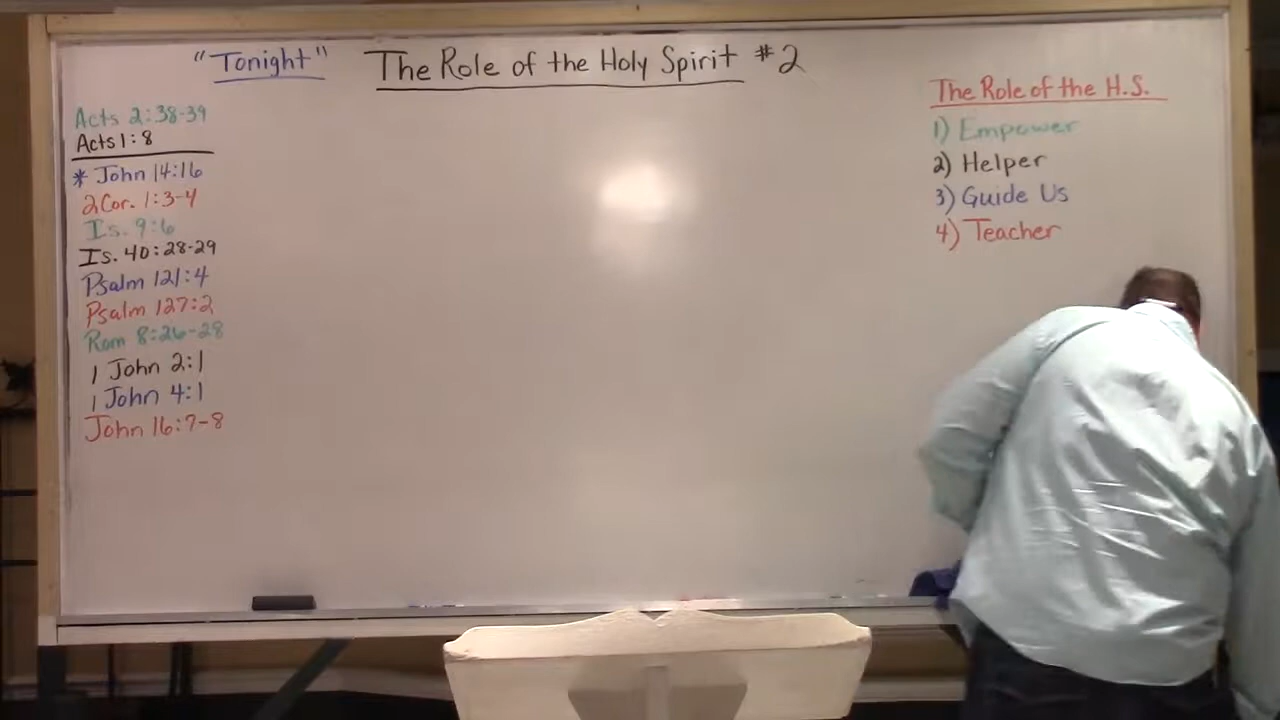 "Tonight" The Role of the Holy Spirit #2
Acts 2:38-39
Acts 1:8
* John 14:16
2 Cor. 1:3-4
Is. 9:6
Is. 40:28-29
Psalm 121:4
Psalm 127:2
Rom 8:26-28
1 John 2:1
1 John 4:1
John 16:7-8
The Role of the H.S.
1) Empower
2) Helper
3) Guide Us
4) Teacher